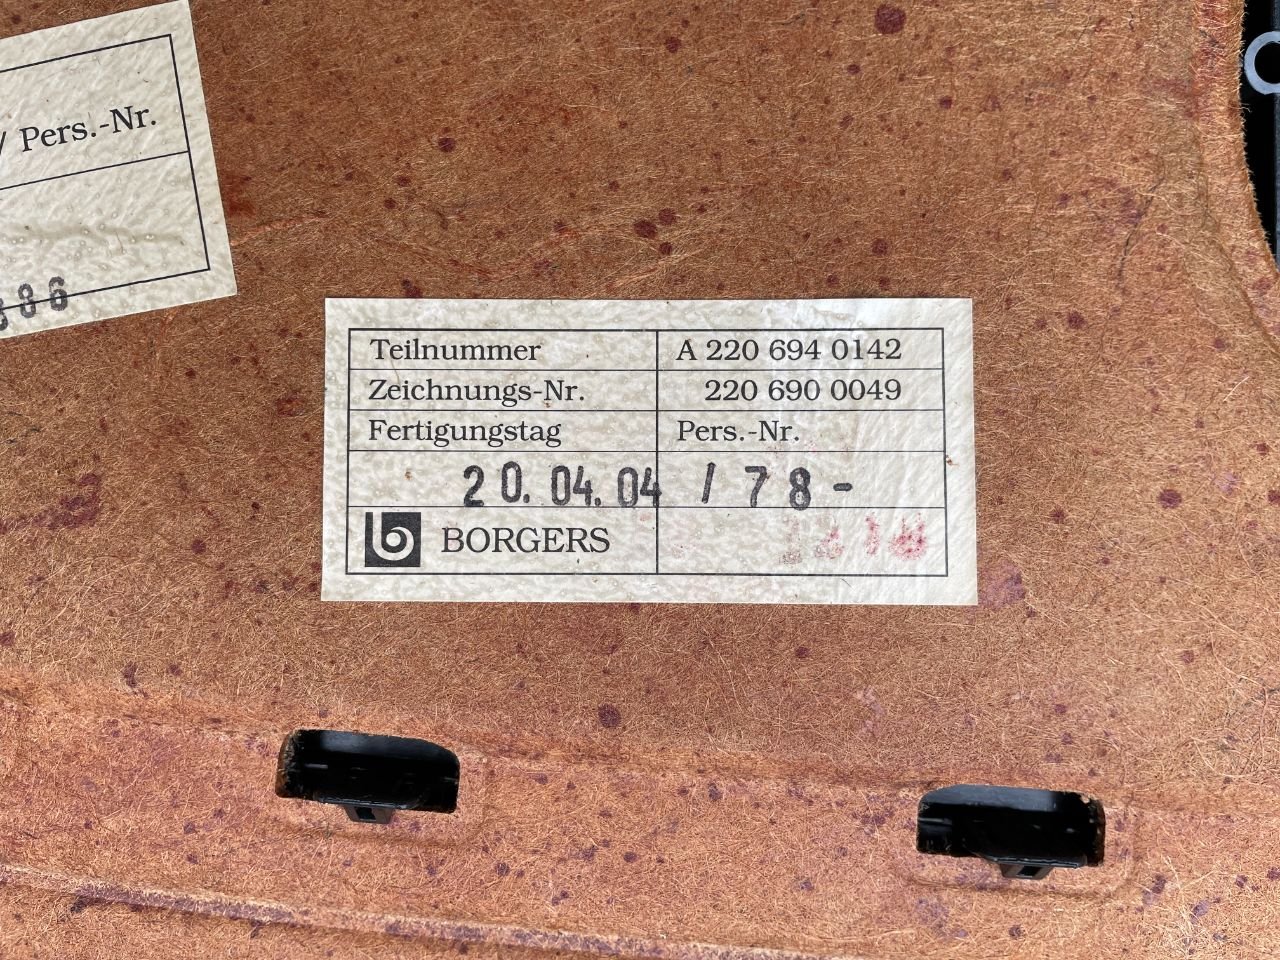 / Pers.-Nr.
886
Teilnummer A 220 694 0142
Zeichnungs-Nr. 220 690 0049
Fertigungstag Pers.-Nr.
20. 04. 04 / 78 -
b BORGERS